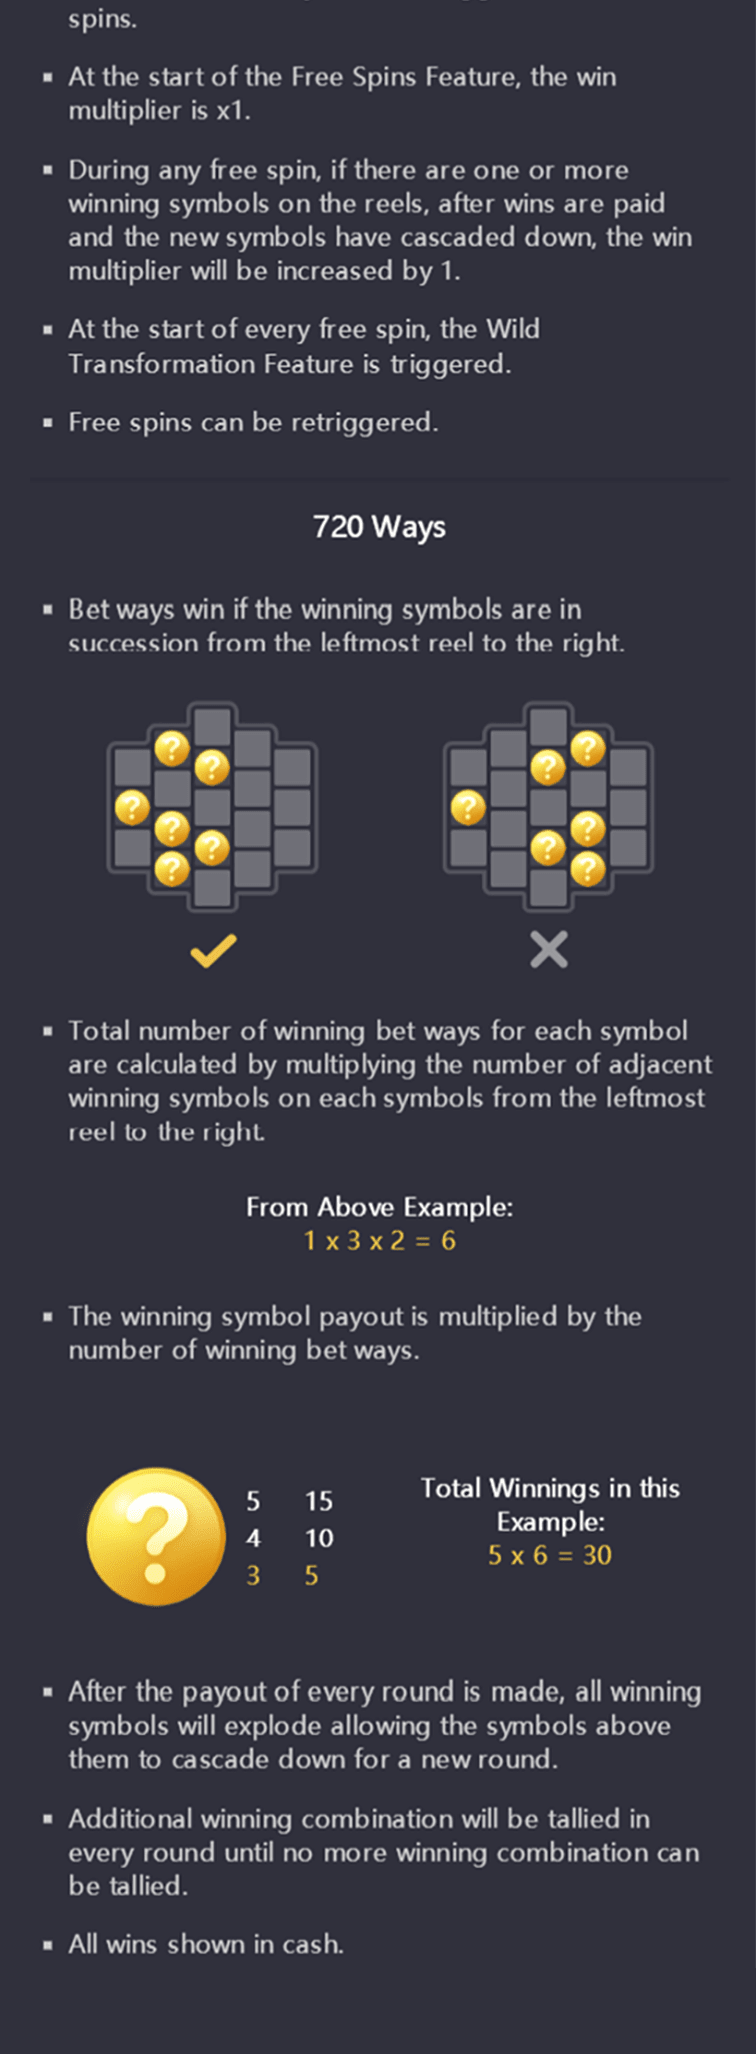 spins.
▪ At the start of the Free Spins Feature, the win
multiplier is x1.
▪ During any free spin, if there are one or more
winning symbols on the reels, after wins are paid
and the new symbols have cascaded down, the win
multiplier will be increased by 1.
▪ At the start of every free spin, the Wild
Transformation Feature is triggered.
▪ Free spins can be retriggered.
720 Ways
▪ Bet ways win if the winning symbols are in
succession from the leftmost reel to the right.
▪ Total number of winning bet ways for each symbol
are calculated by multiplying the number of adjacent
winning symbols on each symbols from the leftmost
reel to the right.
From Above Example:
1 x 3 x 2 = 6
▪ The winning symbol payout is multiplied by the
number of winning bet ways.
5 15
4 10
3 5
Total Winnings in this
Example:
5 x 6 = 30
▪ After the payout of every round is made, all winning
symbols will explode allowing the symbols above
them to cascade down for a new round.
▪ Additional winning combination will be tallied in
every round until no more winning combination can
be tallied.
▪ All wins shown in cash.